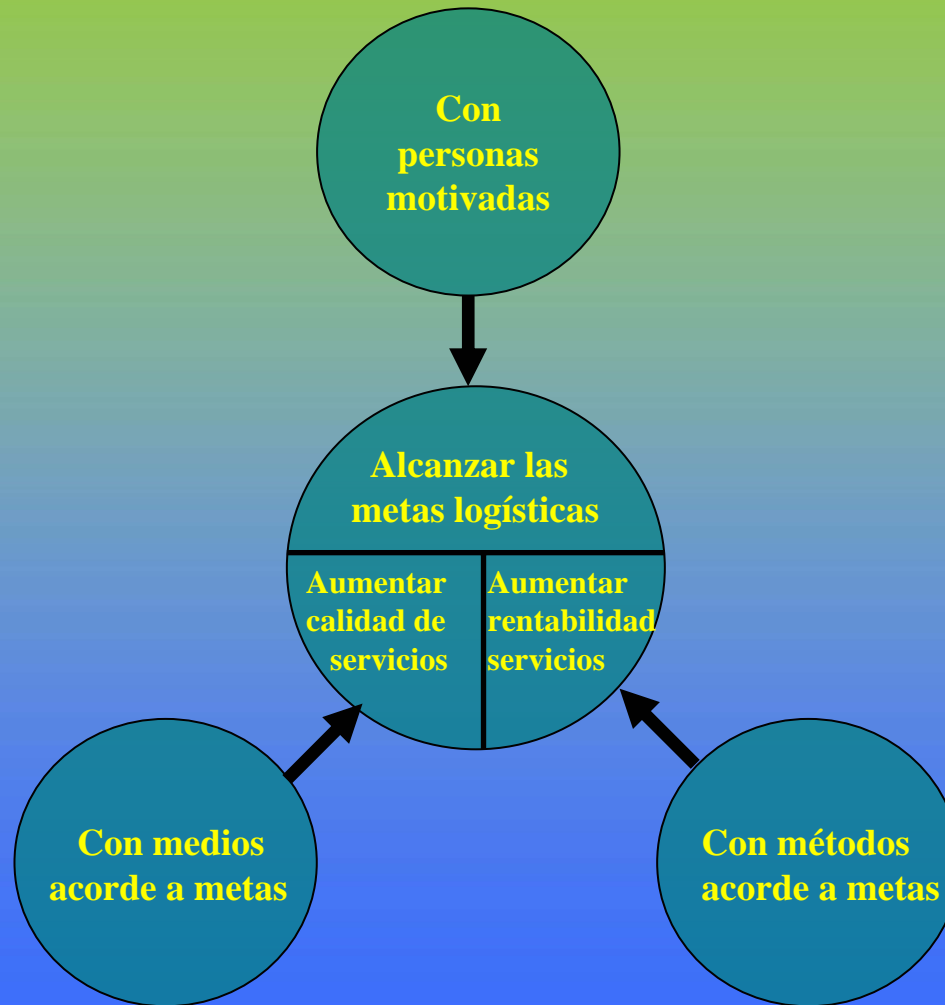 Con
personas
motivadas
Alcanzar las
metas logísticas
Aumentar
calidad de
servicios
Aumentar
rentabilidad
servicios
Con medios
acorde a metas
Con métodos
acorde a metas